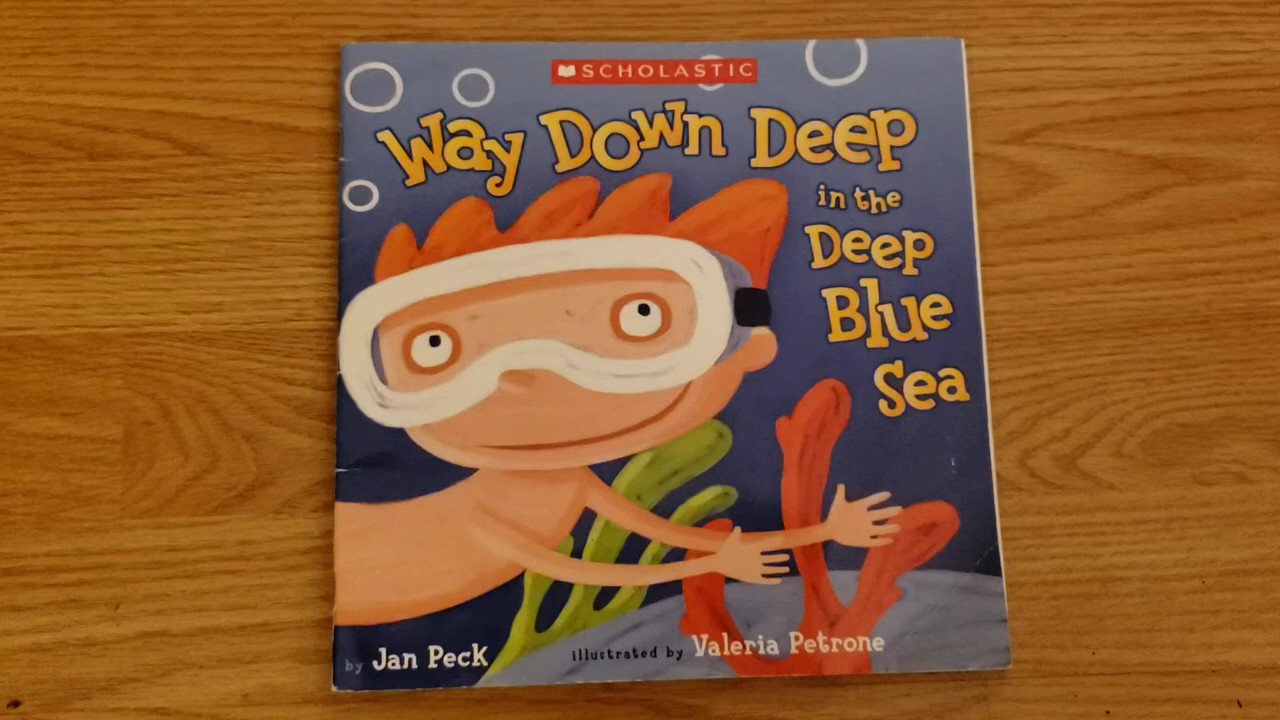 SCHOLASTIC
Way Down Deep
in the
Deep
Blue
Sea
by Jan Peck
illustrated by Valeria Petrone